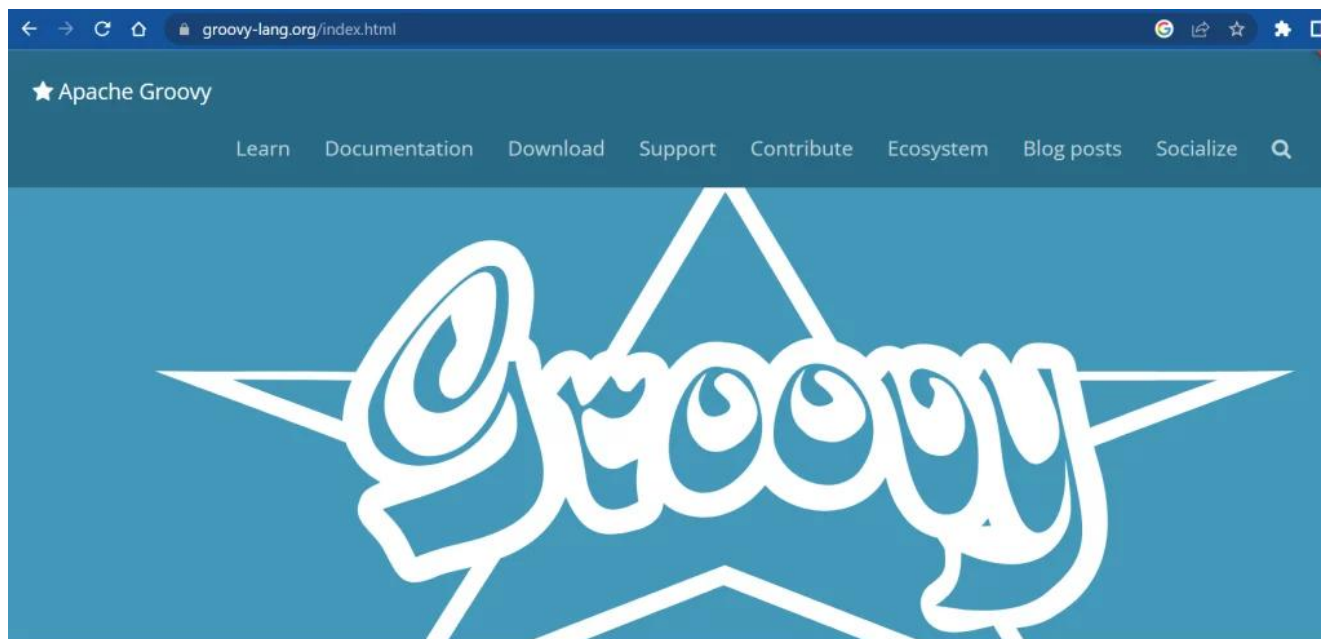 groovy-lang.org/index.html
Apache Groovy
Learn Documentation Download Support Contribute Ecosystem Blog posts Socialize
Groovy